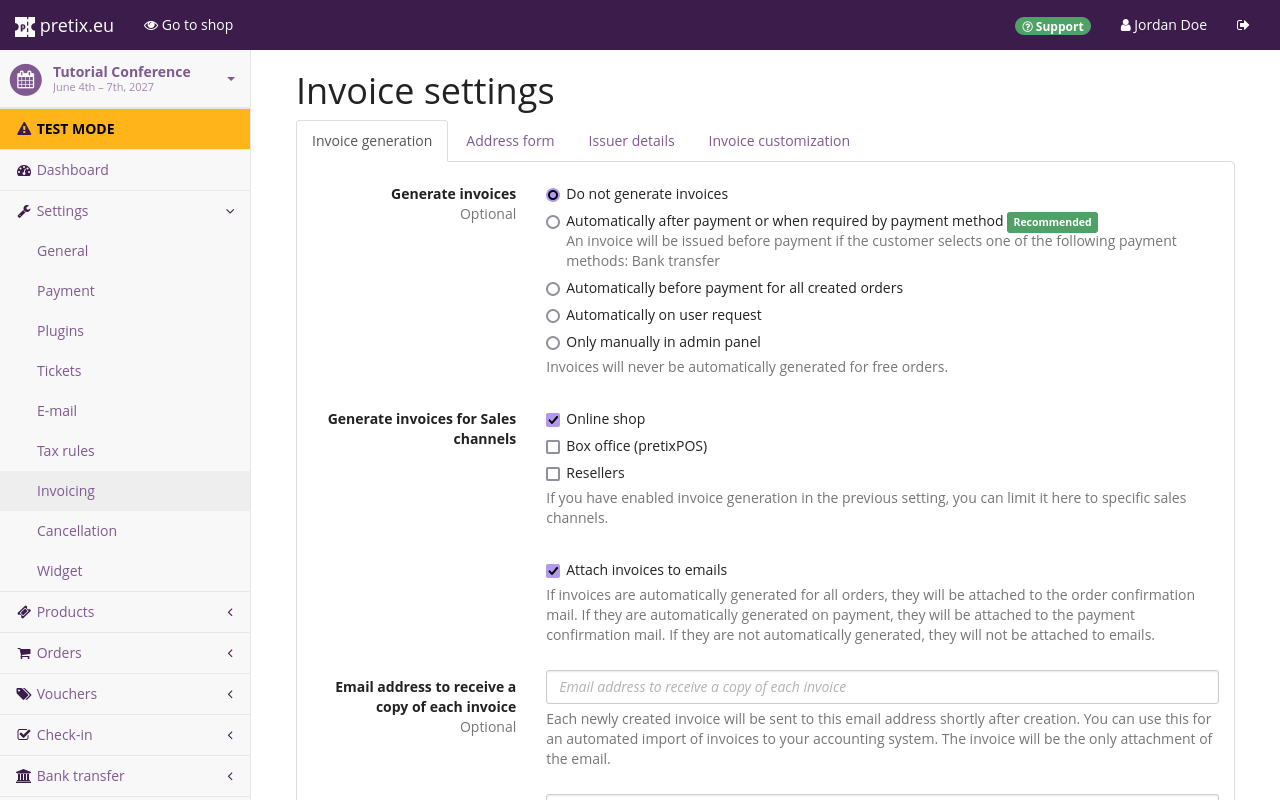 pretix.eu
Go to shop
Support
Jordan Doe
Tutorial Conference
June 4th – 7th, 2027
TEST MODE
Dashboard
Settings
General
Payment
Plugins
Tickets
E-mail
Tax rules
Invoicing
Cancellation
Widget
Products
Orders
Vouchers
Check-in
Bank transfer
Invoice settings
Invoice generation
Address form
Issuer details
Invoice customization
Generate invoices
Optional
Do not generate invoices
Automatically after payment or when required by payment method Recommended
An invoice will be issued before payment if the customer selects one of the following payment
methods: Bank transfer
Automatically before payment for all created orders
Automatically on user request
Only manually in admin panel
Invoices will never be automatically generated for free orders.
Generate invoices for Sales
channels
Online shop
Box office (pretixPOS)
Resellers
If you have enabled invoice generation in the previous setting, you can limit it here to specific sales
channels.
Attach invoices to emails
If invoices are automatically generated for all orders, they will be attached to the order confirmation
mail. If they are automatically generated on payment, they will be attached to the payment
confirmation mail. If they are not automatically generated, they will not be attached to emails.
Email address to receive a
copy of each invoice
Optional
Email address to receive a copy of each invoice
Each newly created invoice will be sent to this email address shortly after creation. You can use this for
an automated import of invoices to your accounting system. The invoice will be the only attachment of
the email.